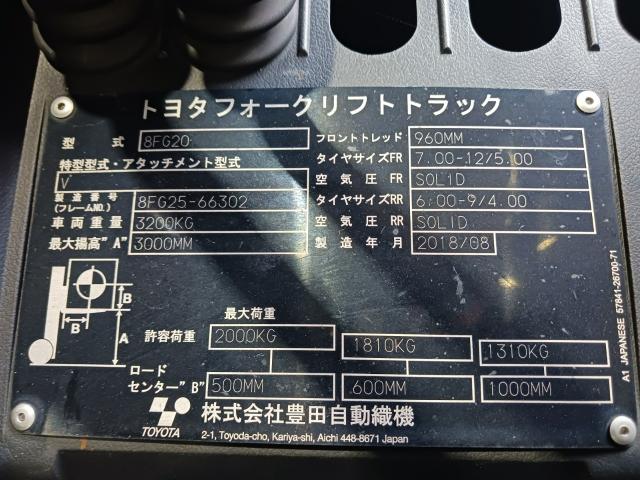 トヨタフォークリフトトラック
型式 8FG20 フロントトレッド 960MM
特型型式・アタッチメント型式 タイヤサイズFR 7.00-12/5.00
V 空気圧FR SOLID
製造番号(フレームNO.) 8FG25-66302 タイヤサイズRR 6.00-9/4.00
車両重量 3200KG 空気圧RR SOLID
最大揚高"A" 3000MM 製造年月 2018/08
B
B A
最大荷重
許容荷重 2000KG 1810KG 1310KG
ロードセンター"B" 500MM 600MM 1000MM
TOYOTA 株式会社豊田自動織機
2-1, Toyoda-cho, Kariya-shi, Aichi 448-8671 Japan
A1 JAPANESE 57841-26700-71